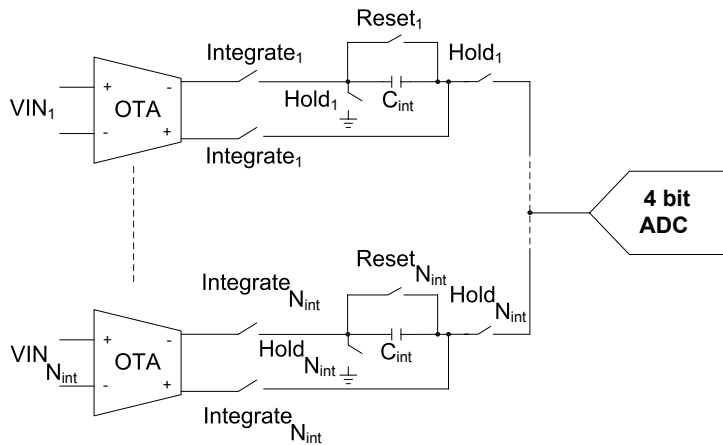 Reset1
Integrate1
Hold1
+ -
VIN1
OTA
Hold1
Cint
- +
Integrate1
4 bit
ADC
ResetNint
IntegrateNint
HoldNint
+ -
VINNint
OTA
HoldNint
Cint
- +
IntegrateNint